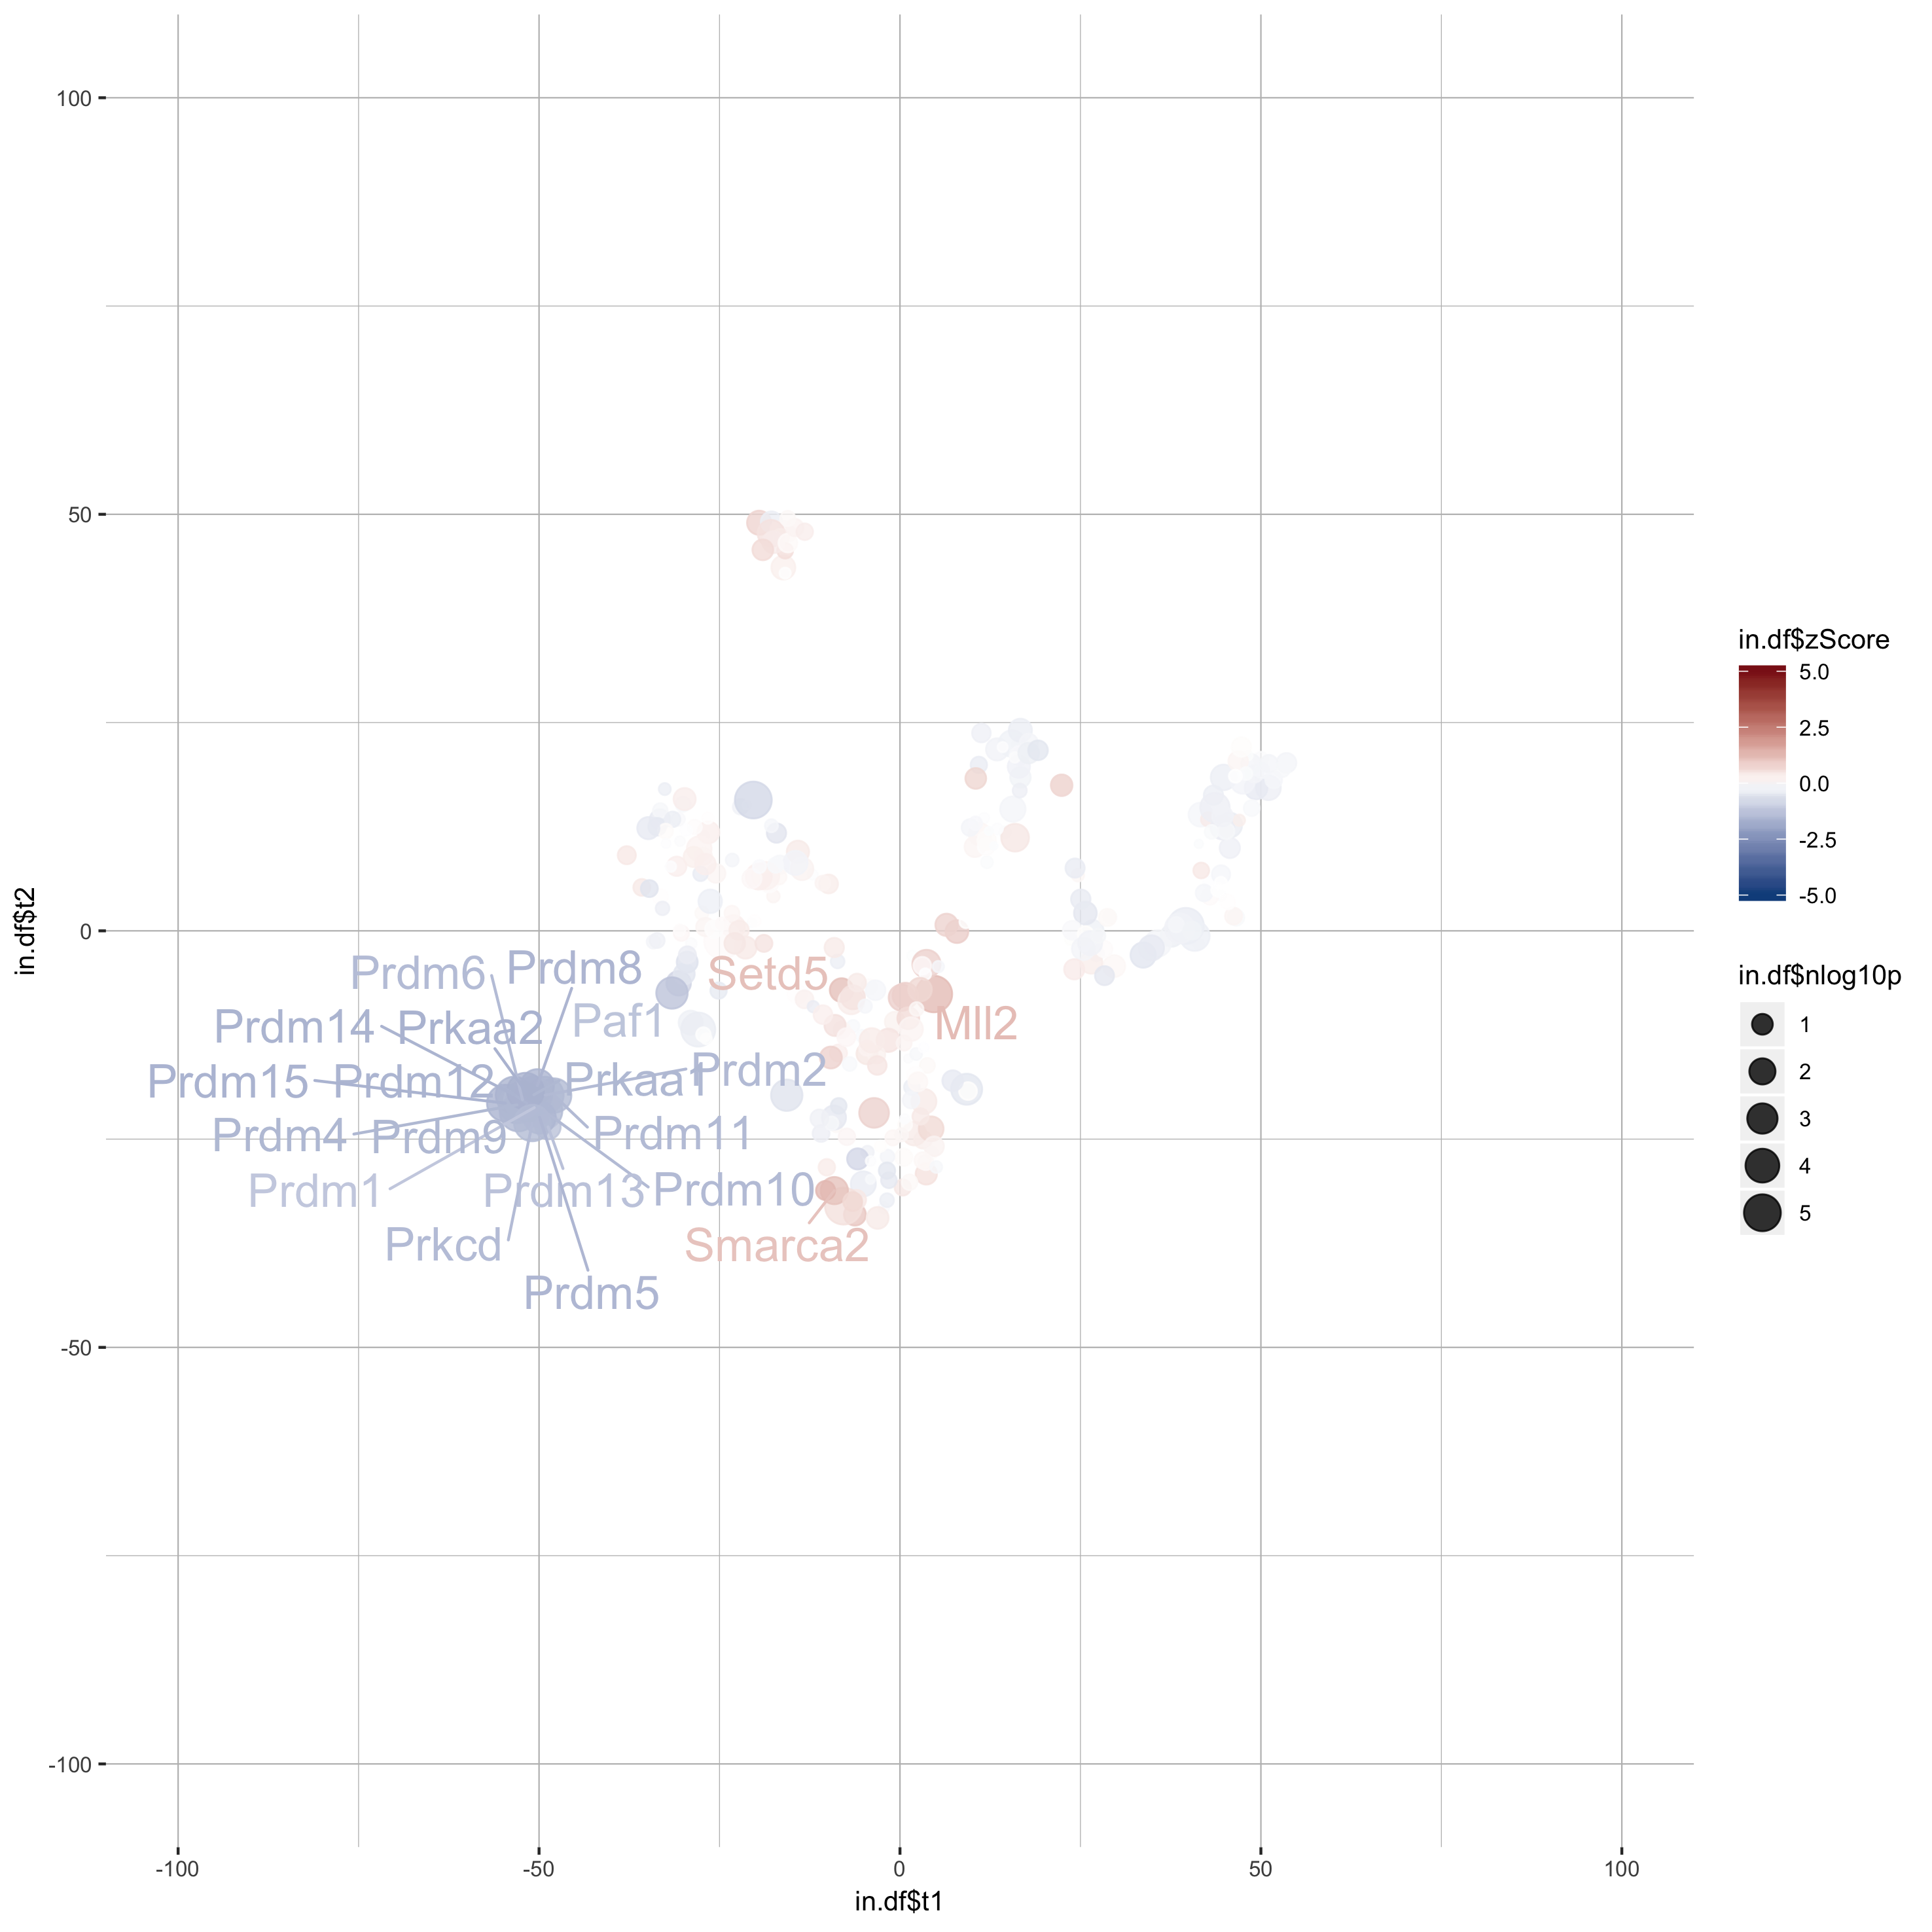 100
50
0
-50
-100
in.df$t2
-100
-50
0
50
100
in.df$t1
Prdm6
Prdm8
Setd5
Prdm14
Prkaa2
Paf1
Mll2
Prdm15
Prdm12
Prkaa1
Prdm2
Prdm4
Prdm9
Prdm11
Prdm1
Prdm13
Prdm10
Prkcd
Smarca2
Prdm5
in.df$zScore
5.0
2.5
0.0
-2.5
-5.0
in.df$nlog10p
1
2
3
4
5